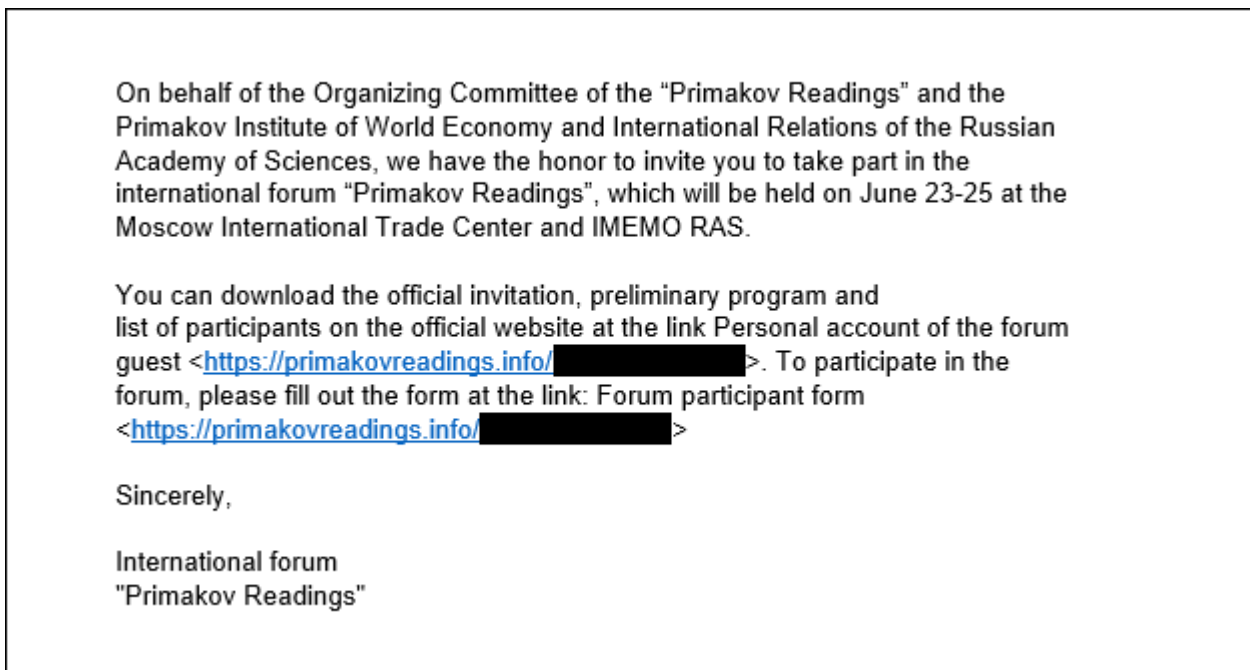 On behalf of the Organizing Committee of the “Primakov Readings” and the
Primakov Institute of World Economy and International Relations of the Russian
Academy of Sciences, we have the honor to invite you to take part in the
international forum “Primakov Readings”, which will be held on June 23-25 at the
Moscow International Trade Center and IMEMO RAS.
You can download the official invitation, preliminary program and
list of participants on the official website at the link Personal account of the forum
guest <https://primakovreadings.info/>. To participate in the
forum, please fill out the form at the link: Forum participant form
<https://primakovreadings.info/>
Sincerely,
International forum
"Primakov Readings"